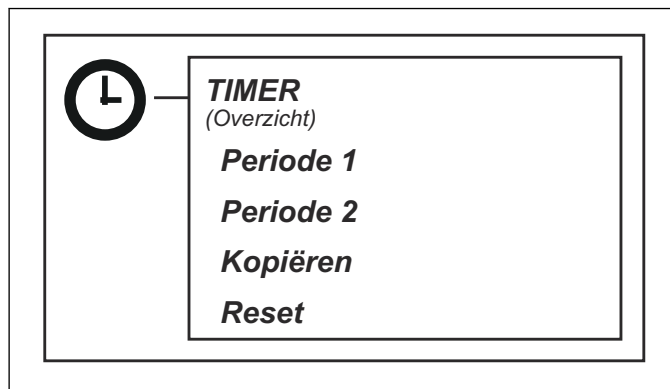 TIMER
(Overzicht)
Periode 1
Periode 2
Kopiëren
Reset